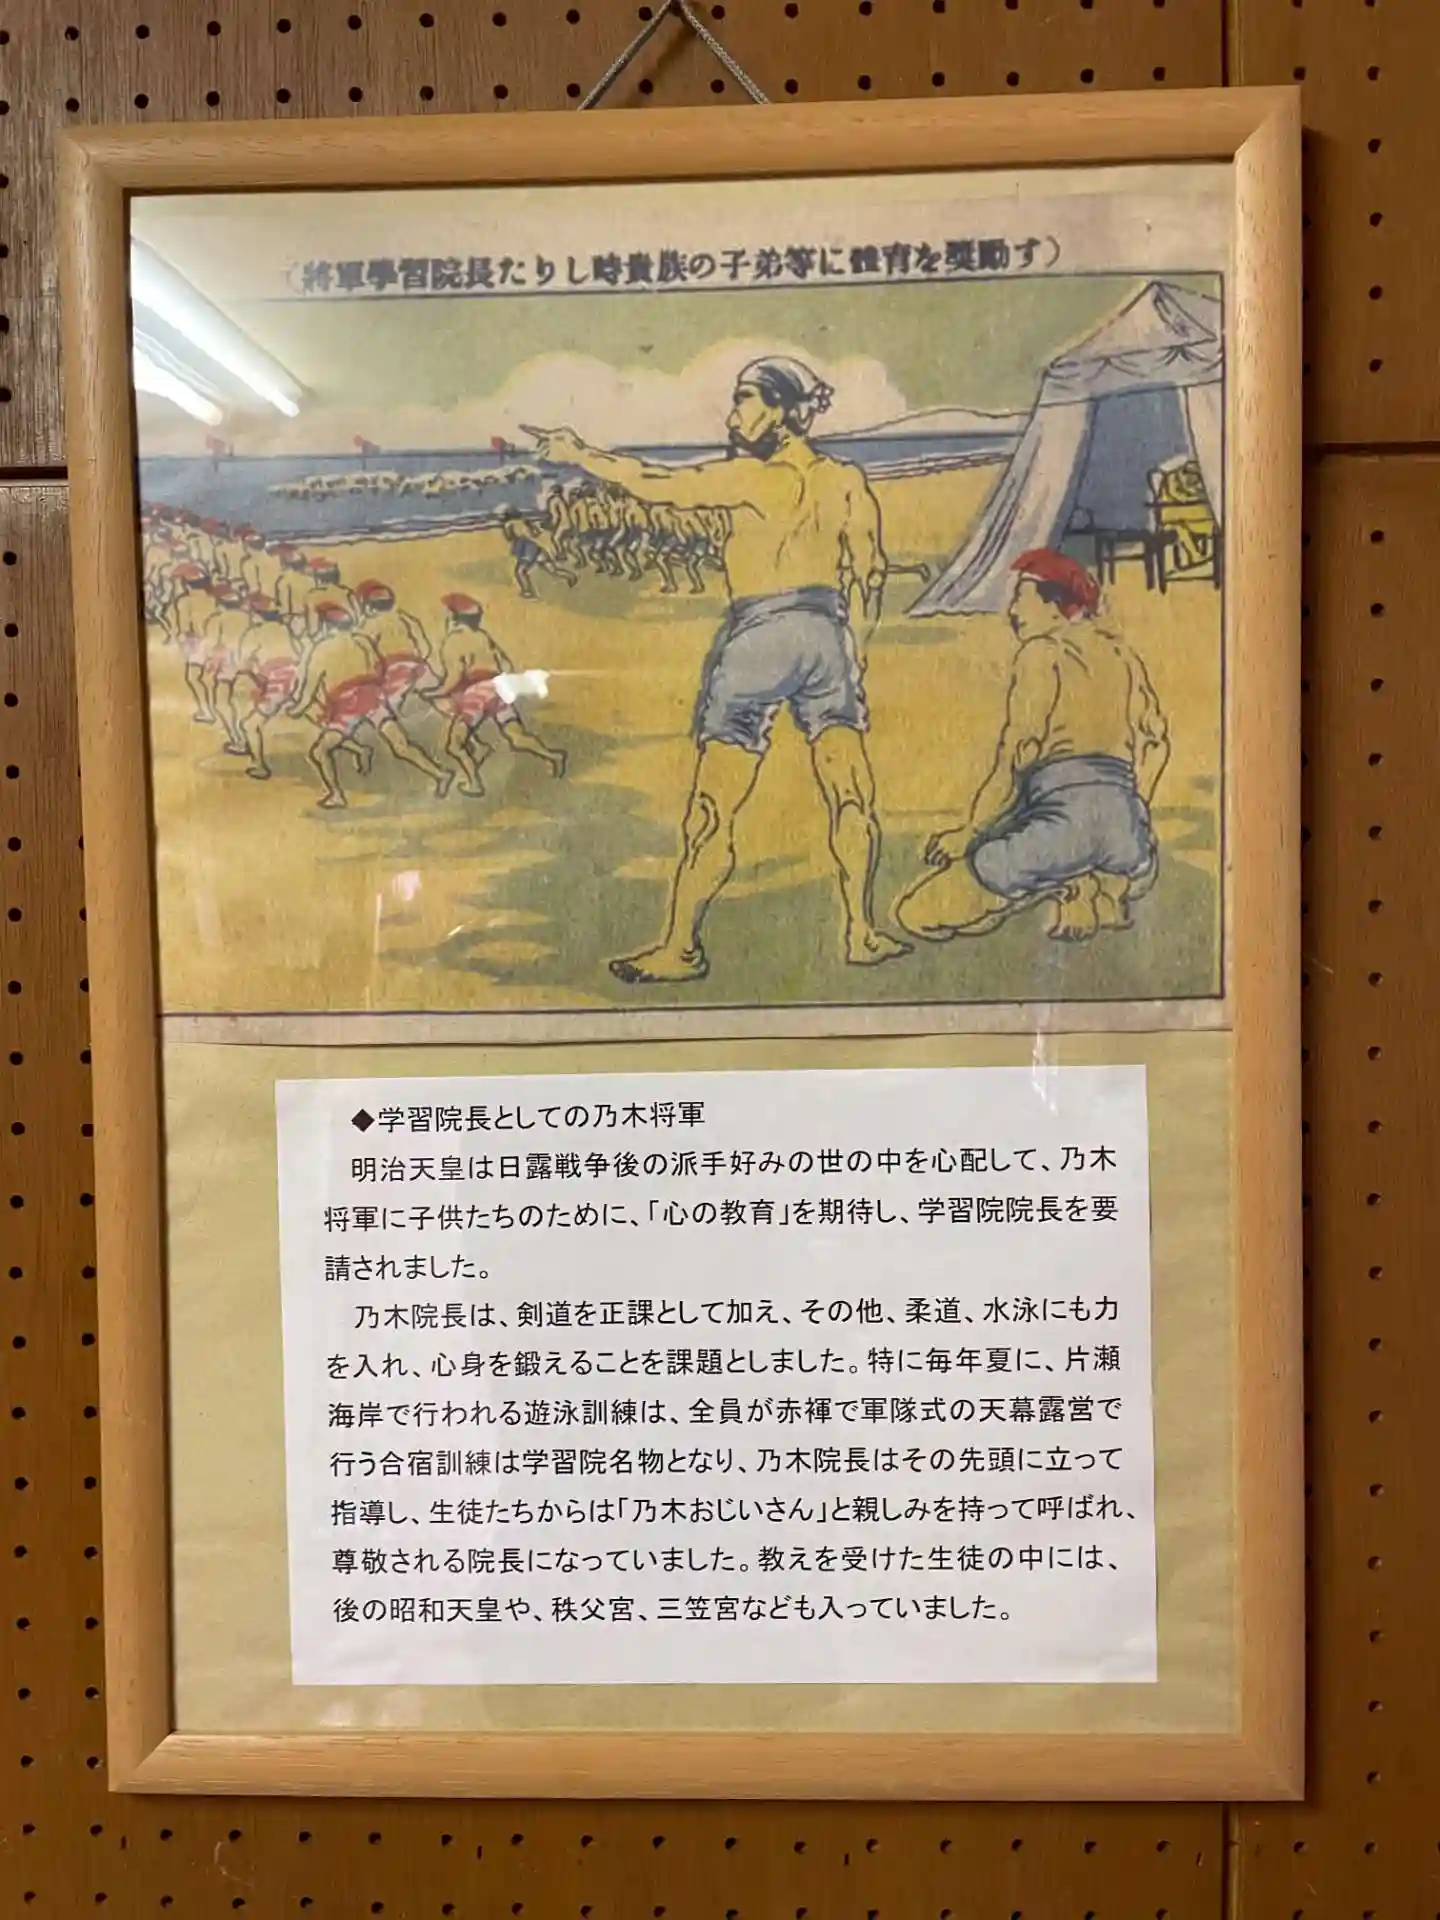 （將軍學習院長たりし時貴族の子弟等に體育を奬勵す）
◆学習院長としての乃木将軍
明治天皇は日露戦争後の派手好みの世の中を心配して、乃木
将軍に子供たちのために、「心の教育」を期待し、学習院院長を要
請されました。
乃木院長は、剣道を正課として加え、その他、柔道、水泳にも力
を入れ、心身を鍛えることを課題としました。特に毎年夏に、片瀬
海岸で行われる遊泳訓練は、全員が赤褌で軍隊式の天幕露営で
行う合宿訓練は学習院名物となり、乃木院長はその先頭に立って
指導し、生徒たちからは「乃木おじいさん」と親しみを持って呼ばれ、
尊敬される院長になっていました。教えを受けた生徒の中には、
後の昭和天皇や、秩父宮、三笠宮なども入っていました。